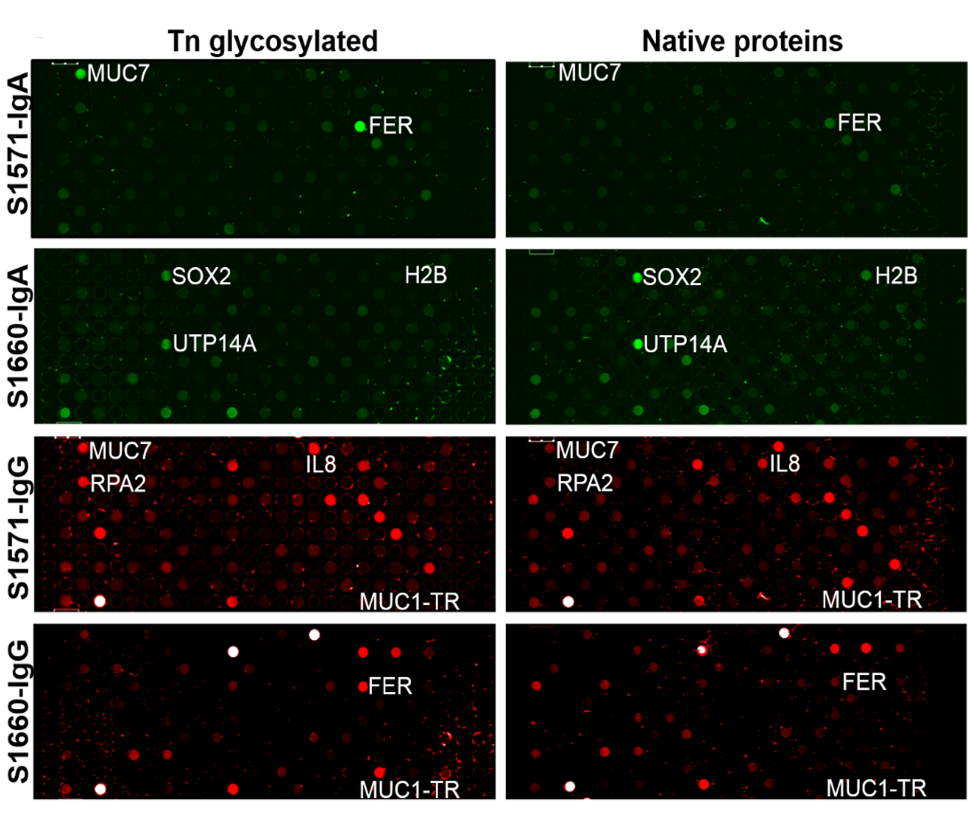 Tn glycosylated
Native proteins
S1571-IgA
MUC7
FER
MUC7
FER
S1660-IgA
SOX2
H2B
UTP14A
SOX2
H2B
UTP14A
S1571-IgG
MUC7
IL8
RPA2
MUC1-TR
MUC7
IL8
RPA2
MUC1-TR
S1660-IgG
FER
MUC1-TR
FER
MUC1-TR